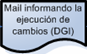 Mail informando la
ejecución de
cambios (DGI)